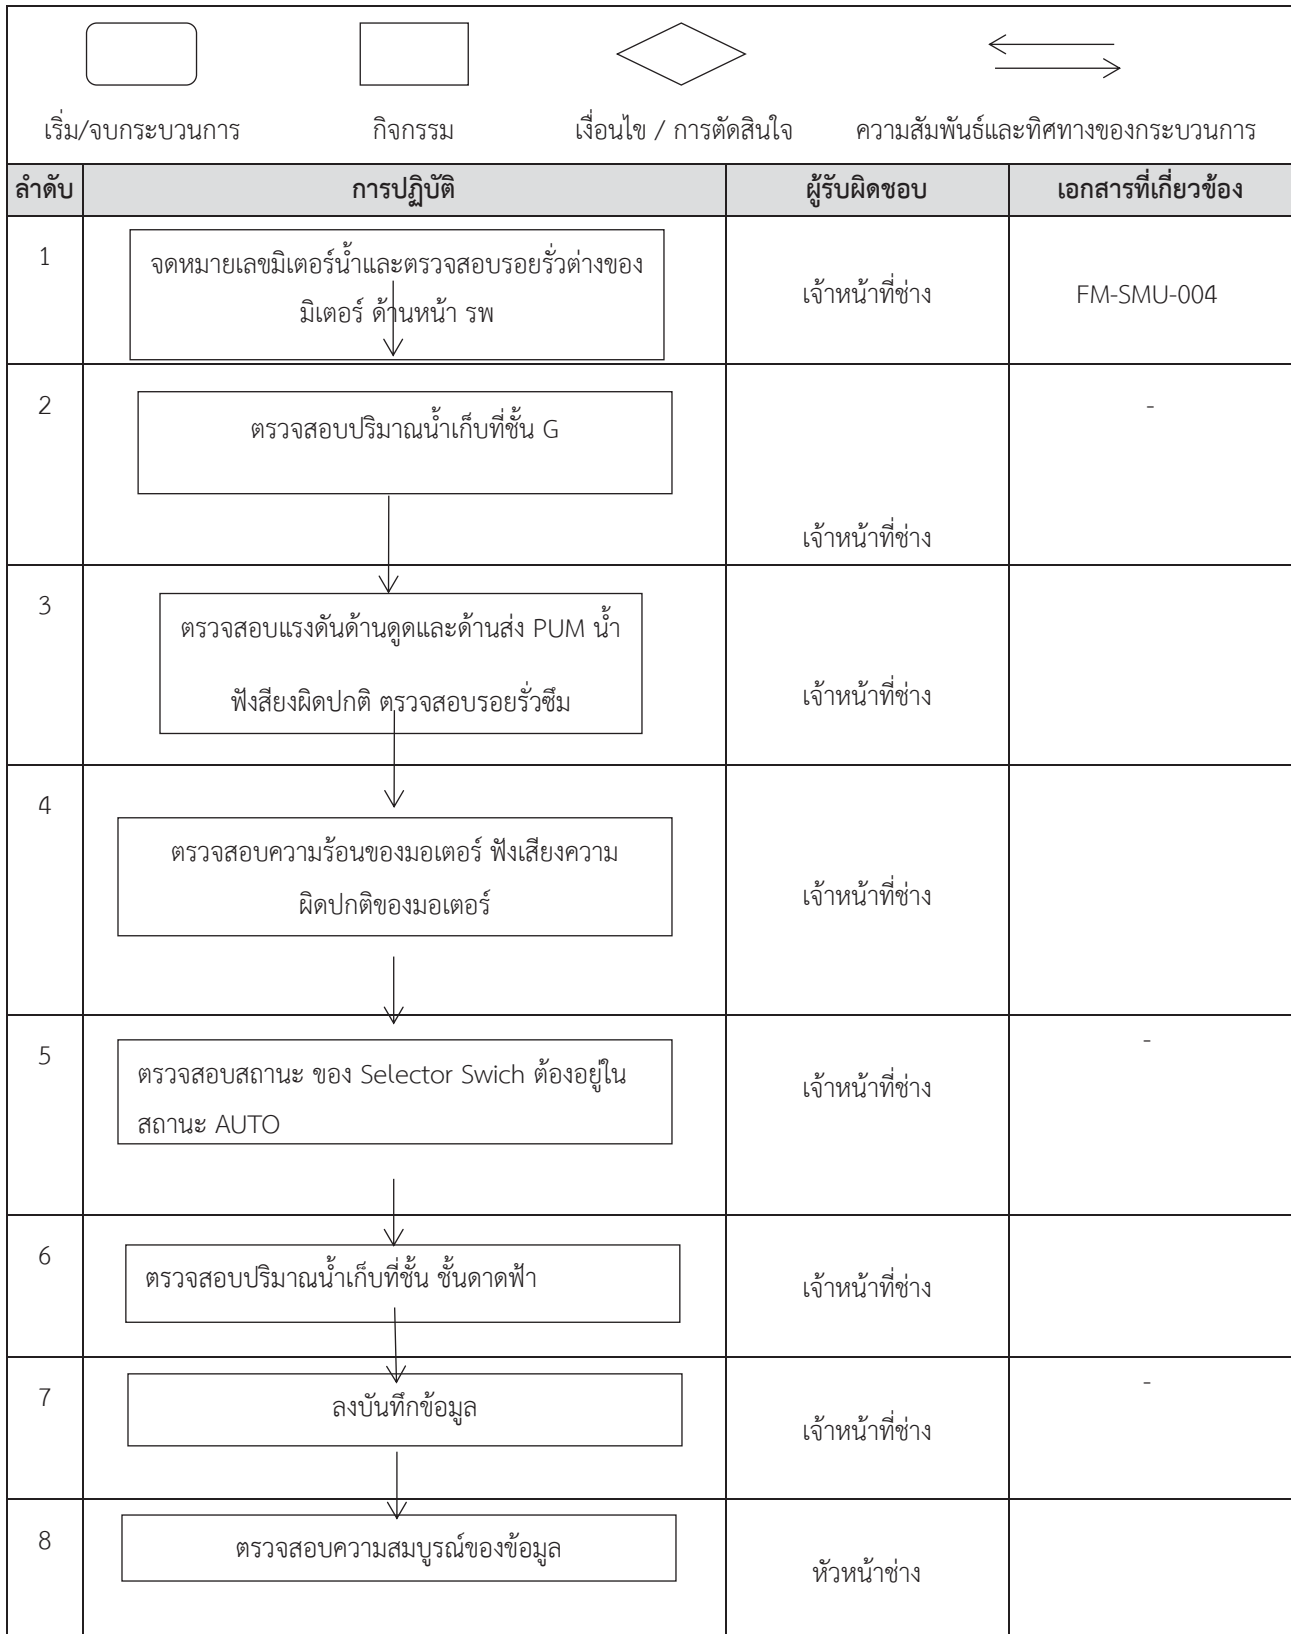 เริ่ม/จบกระบวนการ กิจกรรม เงื่อนไข / การตัดสินใจ ความสัมพันธ์และทิศทางของกระบวนการ
ลำดับ การปฏิบัติ ผู้รับผิดชอบ เอกสารที่เกี่ยวข้อง
1 จดหมายเลขมิเตอร์น้ำและตรวจสอบรอยรั่วต่างของ
มิเตอร์ ด้านหน้า รพ
เจ้าหน้าที่ช่าง FM-SMU-004
2 ตรวจสอบปริมาณน้ำเก็บที่ชั้น G -
เจ้าหน้าที่ช่าง
3 ตรวจสอบแรงดันด้านดูดและด้านส่ง PUM น้ำ
ฟังสียงผิดปกติ ตรวจสอบรอยรั่วซึม
เจ้าหน้าที่ช่าง
4 ตรวจสอบความร้อนของมอเตอร์ ฟังเสียงความ
ผิดปกติของมอเตอร์
เจ้าหน้าที่ช่าง
5 ตรวจสอบสถานะ ของ Selector Swich ต้องอยู่ใน
สถานะ AUTO
เจ้าหน้าที่ช่าง -
6 ตรวจสอบปริมาณน้ำเก็บที่ชั้น ชั้นดาดฟ้า
เจ้าหน้าที่ช่าง
7 ลงบันทึกข้อมูล
เจ้าหน้าที่ช่าง -
8 ตรวจสอบความสมบูรณ์ของข้อมูล
หัวหน้าช่าง